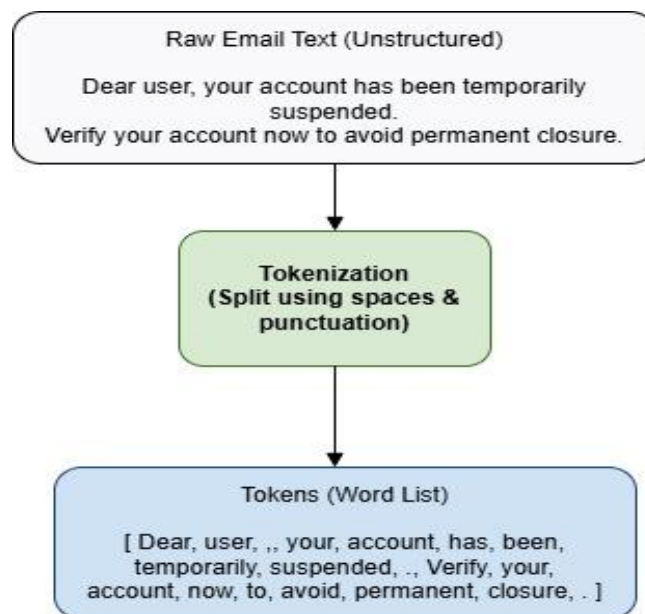 Raw Email Text (Unstructured)
Dear user, your account has been temporarily
suspended.
Verify your account now to avoid permanent closure.
Tokenization
(Split using spaces &
punctuation)
Tokens (Word List)
[ Dear, user, ,, your, account, has, been,
temporarily, suspended, ., Verify, your,
account, now, to, avoid, permanent, closure, . ]